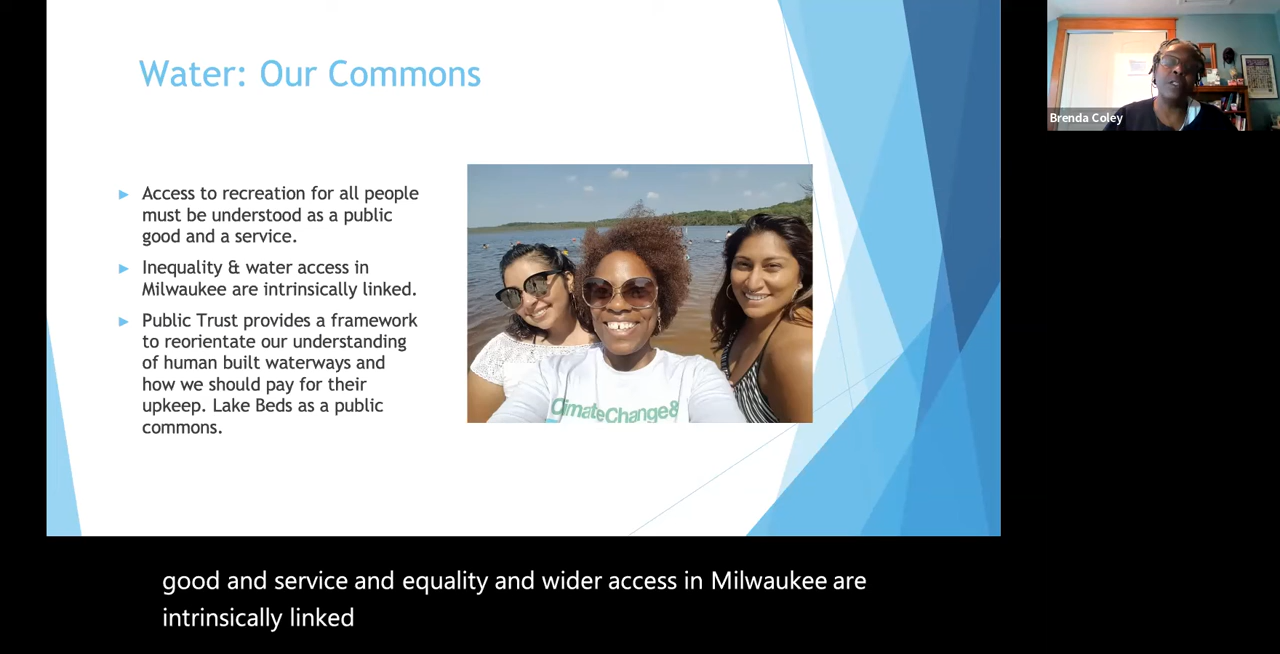 Water: Our Commons
Brenda Coley
Access to recreation for all people
must be understood as a public
good and a service.
Inequality & water access in
Milwaukee are intrinsically linked.
Public Trust provides a framework
to reorientate our understanding
of human built waterways and
how we should pay for their
upkeep. Lake Beds as a public
commons.
ClimateChange&
good and service and equality and wider access in Milwaukee are
intrinsically linked